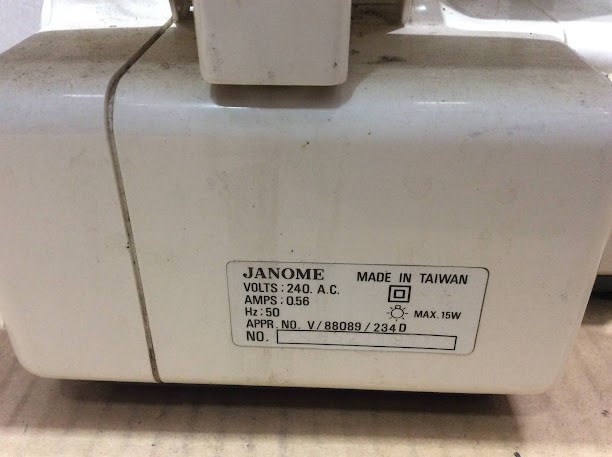 JANOME MADE IN TAIWAN
VOLTS : 240. A.C.
AMPS : 0.56
Hz : 50 MAX. 15W
APPR. NO. V/88089/234D
NO.